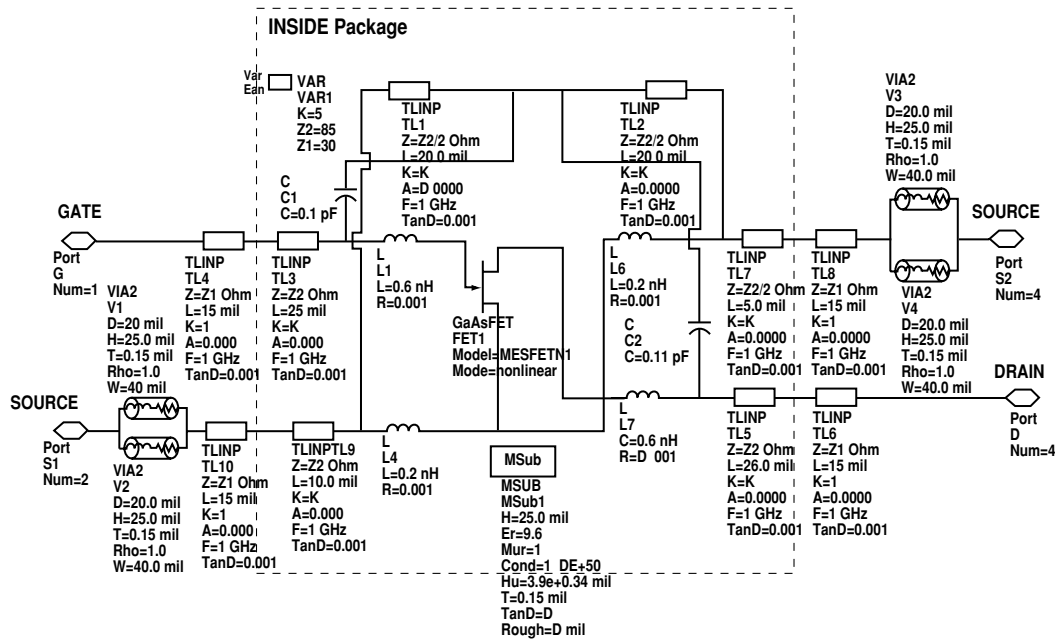 INSIDE Package
Var
Ean
VAR
VAR1
K=5
Z2=85
Z1=30
TLINP
TL1
Z=Z2/2 Ohm
L=20 0 mil
K=K
A=D 0000
F=1 GHz
TanD=0.001
TLINP
TL2
Z=Z2/2 Ohm
L=20 0 mil
K=K
A=0.0000
F=1 GHz
TanD=0.001
VIA2
V3
D=20.0 mil
H=25.0 mil
T=0.15 mil
Rho=1.0
W=40.0 mil
C
C1
C=0.1 pF
GATE
Port
G
Num=1
TLINP
TL4
Z=Z1 Ohm
L=15 mil
K=1
A=0.000
F=1 GHz
TanD=0.001
TLINP
TL3
Z=Z2 Ohm
L=25 mil
K=K
A=0.000
F=1 GHz
TanD=0.001
L
L1
L=0.6 nH
R=0.001
GaAsFET
FET1
Model=MESFETN1
Mode=nonlinear
L
L6
L=0.2 nH
R=0.001
C
C2
C=0.11 pF
TLINP
TL7
Z=Z2/2 Ohm
L=5.0 mil
K=K
A=0.0000
F=1 GHz
TanD=0.001
TLINP
TL8
Z=Z1 Ohm
L=15 mil
K=1
A=0.0000
F=1 GHz
TanD=0.001
VIA2
V4
D=20.0 mil
H=25.0 mil
T=0.15 mil
Rho=1.0
W=40.0 mil
SOURCE
Port
S2
Num=4
VIA2
V1
D=20 mil
H=25.0 mil
T=0.15 mil
Rho=1.0
W=40 mil
SOURCE
Port
S1
Num=2
VIA2
V2
D=20.0 mil
H=25.0 mil
T=0.15 mil
Rho=1.0
W=40.0 mil
TLINP
TL10
Z=Z1 Ohm
L=15 mil
K=1
A=0.000
F=1 GHz
TanD=0.001
TLINPTL9
Z=Z2 Ohm
L=10.0 mil
K=K
A=0.000
F=1 GHz
TanD=0.001
L
L4
L=0.2 nH
R=0.001
MSub
MSUB
MSub1
H=25.0 mil
Er=9.6
Mur=1
Cond=1 DE+50
Hu=3.9e+0.34 mil
T=0.15 mil
TanD=D
Rough=D mil
L
L7
C=0.6 nH
R=D 001
TLINP
TL5
Z=Z2 Ohm
L=26.0 mil
K=K
A=0.0000
F=1 GHz
TanD=0.001
TLINP
TL6
Z=Z1 Ohm
L=15 mil
K=1
A=0.0000
F=1 GHz
TanD=0.001
DRAIN
Port
D
Num=4